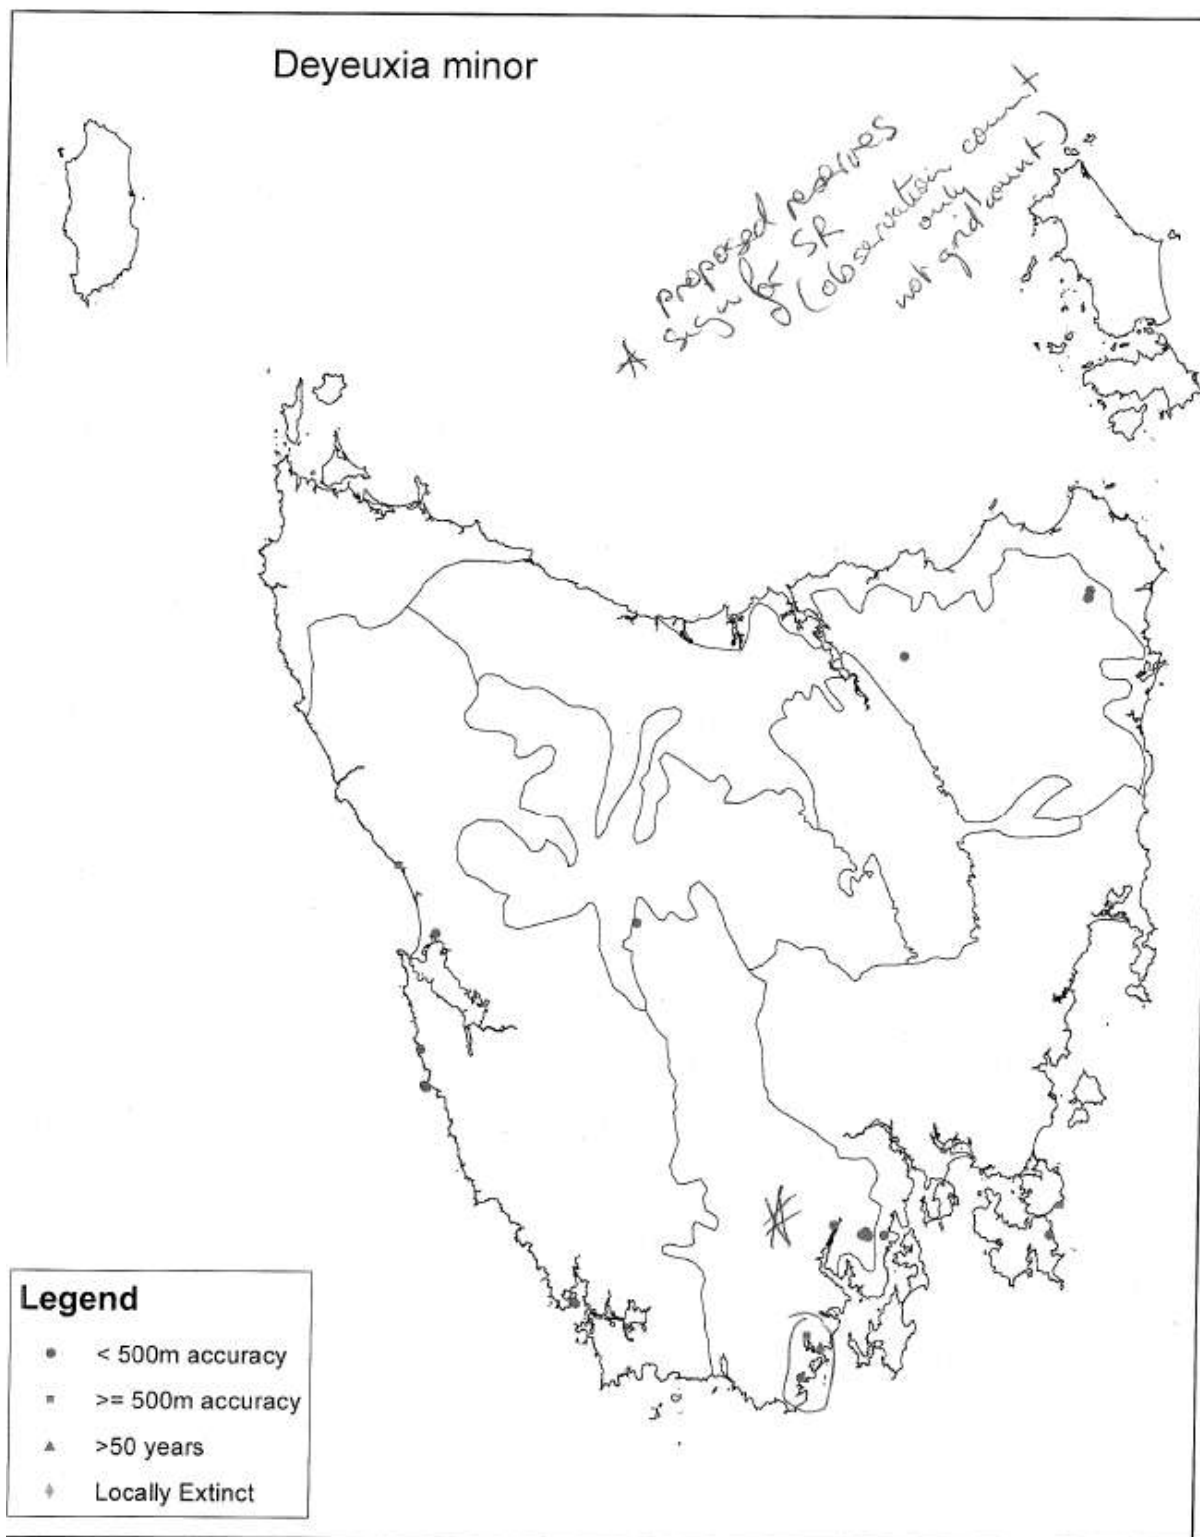 Deyeuxia minor
* proposed reserves
sign for SR
(observation count
only
not grid count)
Legend
< 500m accuracy
>= 500m accuracy
>50 years
Locally Extinct